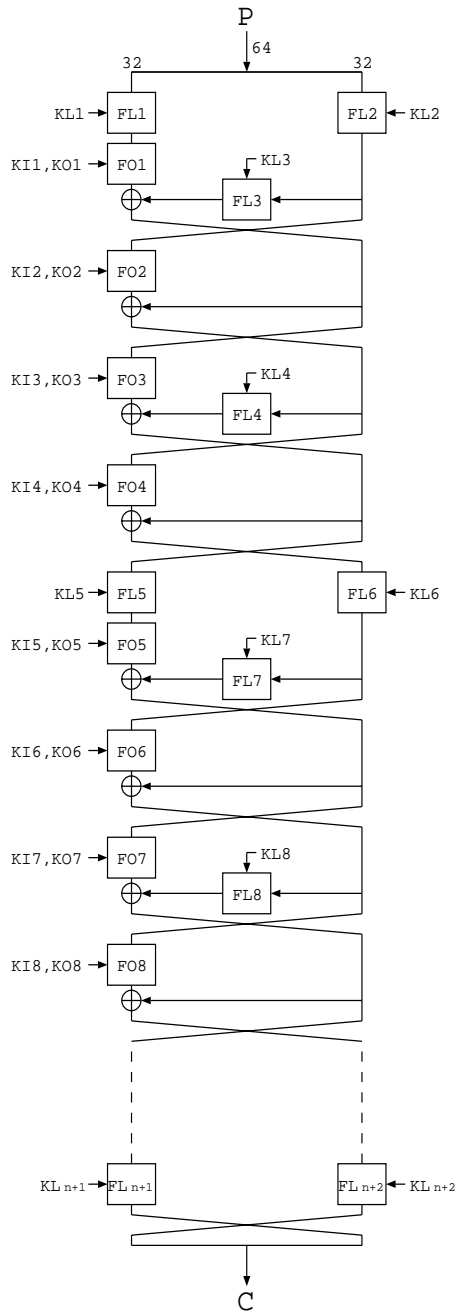 P
64
32 32
KL1 FL1 FL2 KL2
KI1,KO1 FO1 KL3
FL3
KI2,KO2 FO2
KI3,KO3 FO3 KL4
FL4
KI4,KO4 FO4
KL5 FL5 FL6 KL6
KI5,KO5 FO5 KL7
FL7
KI6,KO6 FO6
KI7,KO7 FO7 KL8
FL8
KI8,KO8 FO8
KL n+1 FL n+1 FL n+2 KL n+2
C